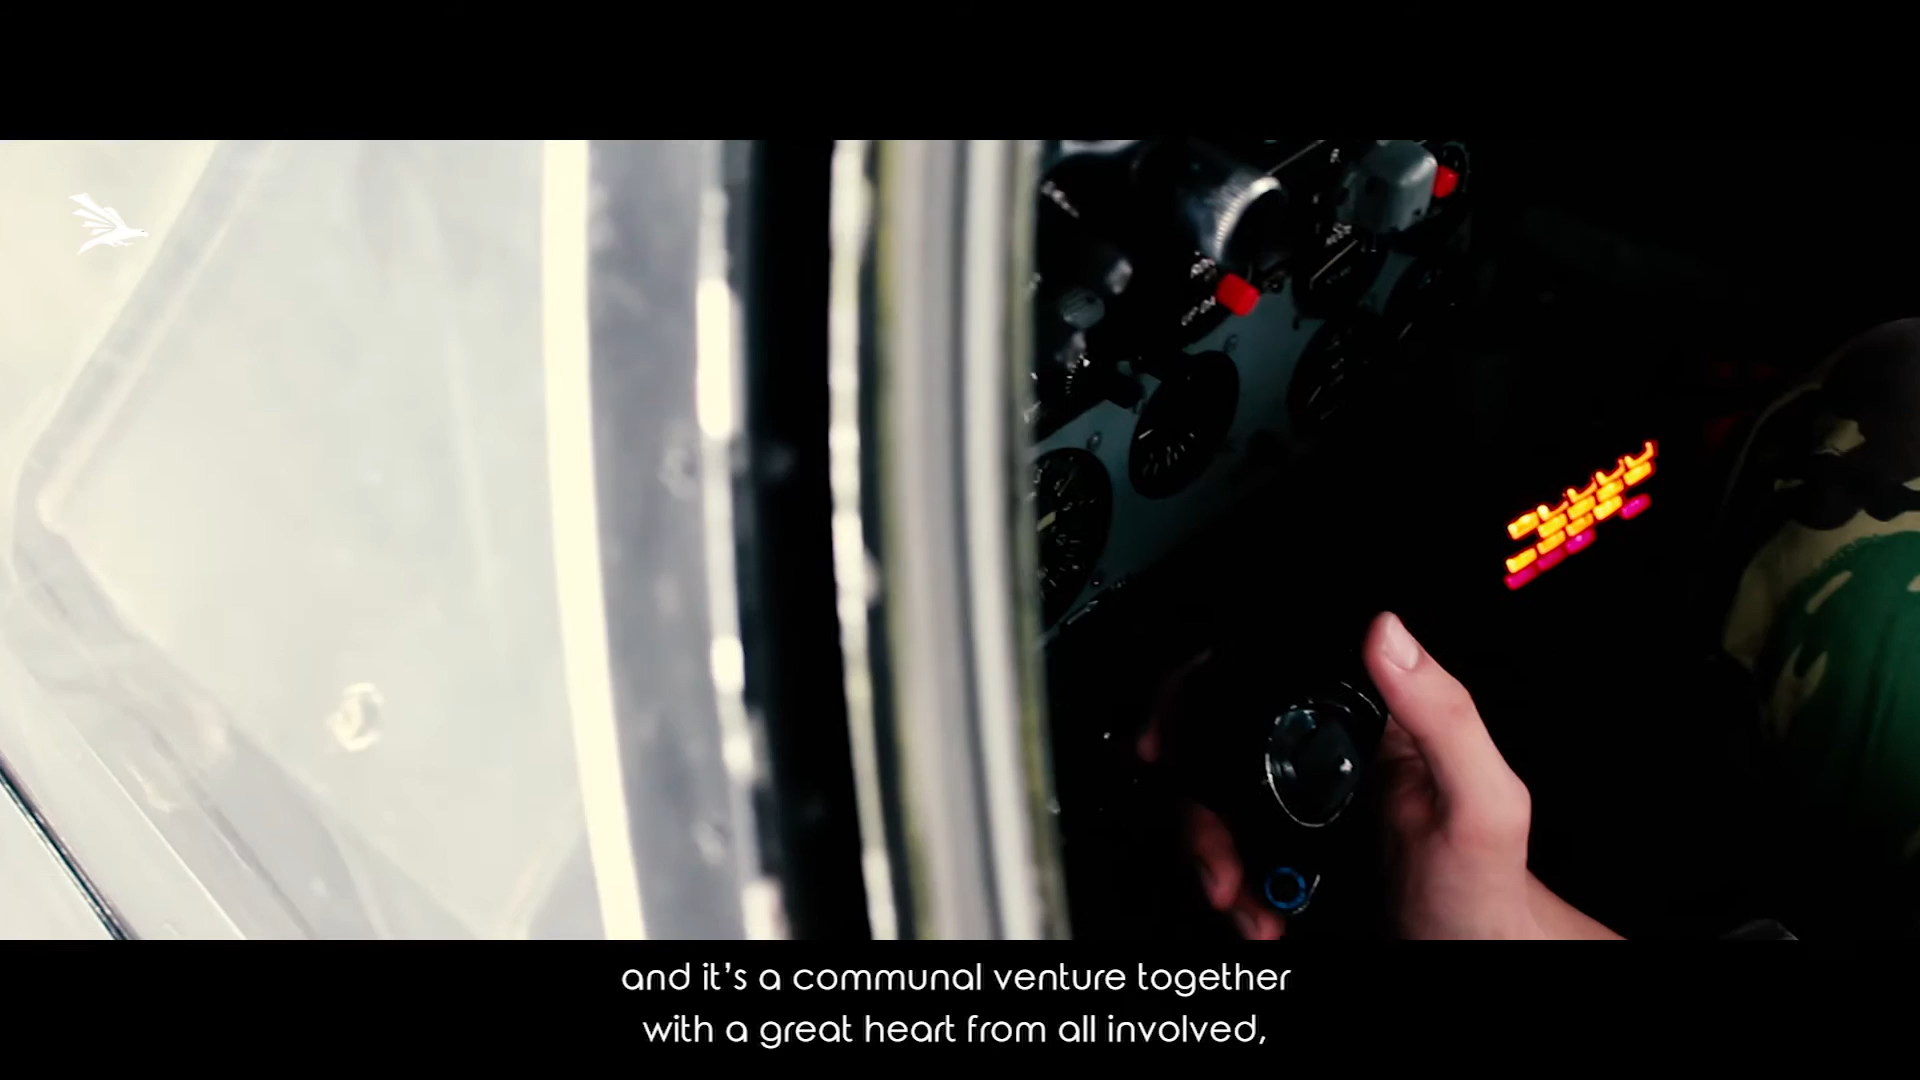 and it's a communal venture together
with a great heart from all involved,